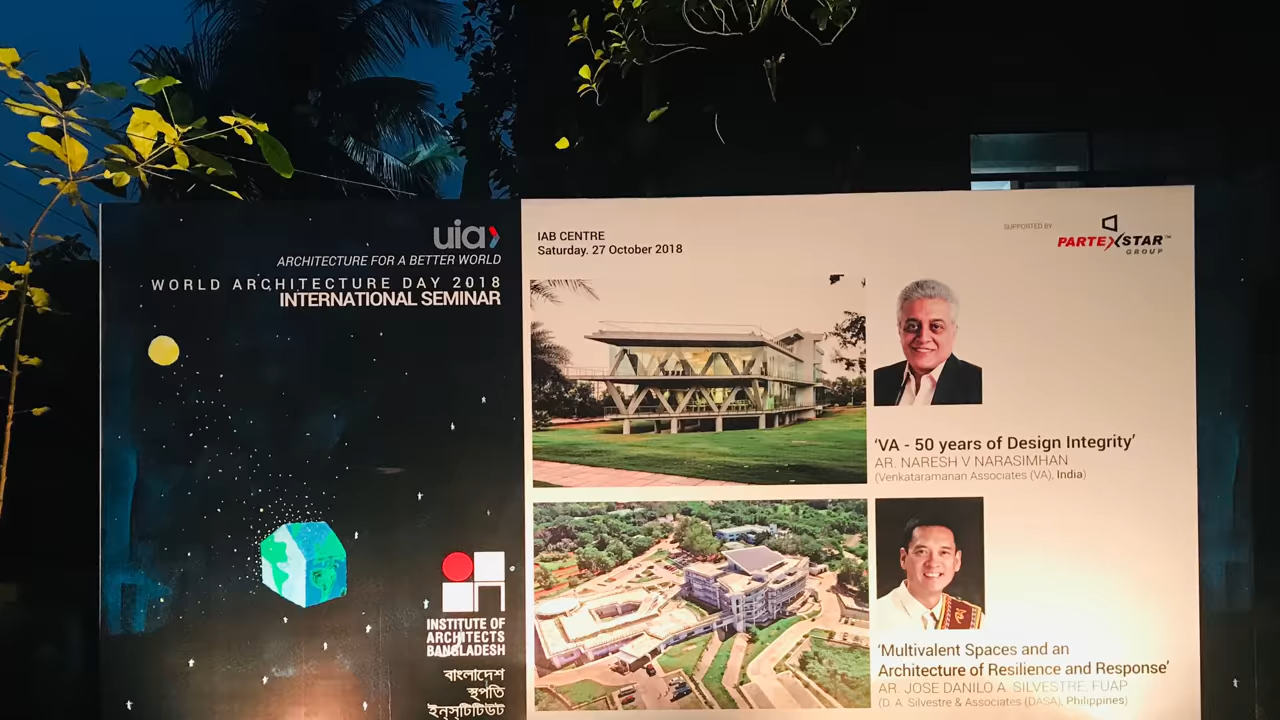 uia
ARCHITECTURE FOR A BETTER WORLD
WORLD ARCHITECTURE DAY 2018
INTERNATIONAL SEMINAR
INSTITUTE OF
ARCHITECTS
BANGLADESH
বাংলাদেশ
স্থপতি
ইনস্টিটিউট
IAB CENTRE
Saturday. 27 October 2018
SUPPORTED BY
PARTEX STAR™
GROUP
‘VA - 50 years of Design Integrity’
AR. NARESH V NARASIMHAN
(Venkataramanan Associates (VA), India)
‘Multivalent Spaces and an
Architecture of Resilience and Response’
AR. JOSE DANILO A. SILVESTRE, FUAP
(D. A. Silvestre & Associates (DASA), Philippines)